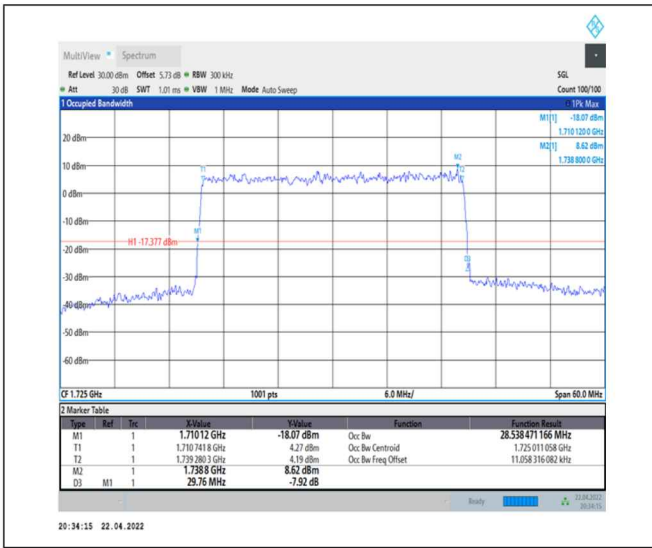 MultiView Spectrum
Ref Level 30.00 dBm Offset 5.73 dB RBW 300 kHz SGL
Att 30 dB SWT 1.01 ms VBW 1 MHz Mode Auto Sweep Count 100/100
1 Occupied Bandwidth 1Pk Max
M1[1] -18.07 dBm
1.710 120 0 GHz
M2[1] 8.62 dBm
1.738 800 0 GHz
20 dBm
M2
10 dBm
T1 T2
0 dBm
-10 dBm
M1
H1 -17.377 dBm
-20 dBm
D3
-30 dBm
-40 dBm
-50 dBm
-60 dBm
CF 1.725 GHz 1001 pts 6.0 MHz/ Span 60.0 MHz
2 Marker Table
Type Ref Trc X-Value Y-Value Function Function Result
M1 1 1.71012 GHz -18.07 dBm Occ Bw 28.538 471 166 MHz
T1 1 1.710 741 8 GHz 4.27 dBm Occ Bw Centroid 1.725 011 058 GHz
T2 1 1.739 280 3 GHz 4.19 dBm Occ Bw Freq Offset 11.058 316 082 kHz
M2 1 1.7388 GHz 8.62 dBm
D3 M1 1 29.76 MHz -7.92 dB
Ready 22.04.2022
20:34:15
20:34:15 22.04.2022